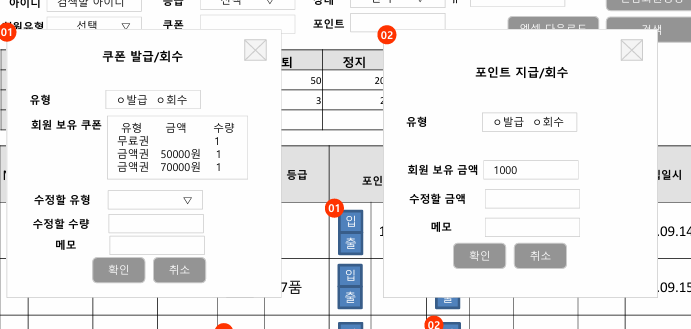 아이디
검색할 아이디
등급
선택
상태
선택
회원유형
선택
쿠폰
포인트
엑셀 다운로드
검색
01
쿠폰 발급/회수
유형
발급 회수
회원 보유 쿠폰
유형 금액 수량
무료권 1
금액권 50000원 1
금액권 70000원 1
수정할 유형
수정할 수량
메모
확인 취소
02
포인트 지급/회수
유형
발급 회수
회원 보유 금액 1000
수정할 금액
메모
확인 취소
퇴 정지
50 20
3 2
등급 포인 일시
01
입
출
1
.09.14
7품
입
출
출
.09.15
02